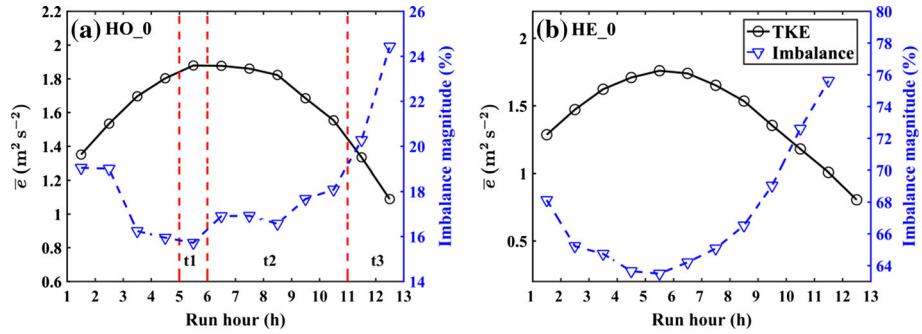 (a) HO_0
2.2
2
1.8
1.6
1.4
1.2
1
0.8
0.6
e̅ (m² s⁻²)
26
24
22
20
18
16
14
Imbalance magnitude (%)
t1 t2 t3
1 2 3 4 5 6 7 8 9 10 11 12 13
Run hour (h)
(b) HE_0
TKE
Imbalance
2
1.5
1
0.5
e̅ (m² s⁻²)
80
78
76
74
72
70
68
66
64
Imbalance magnitude (%)
1 2 3 4 5 6 7 8 9 10 11 12 13
Run hour (h)